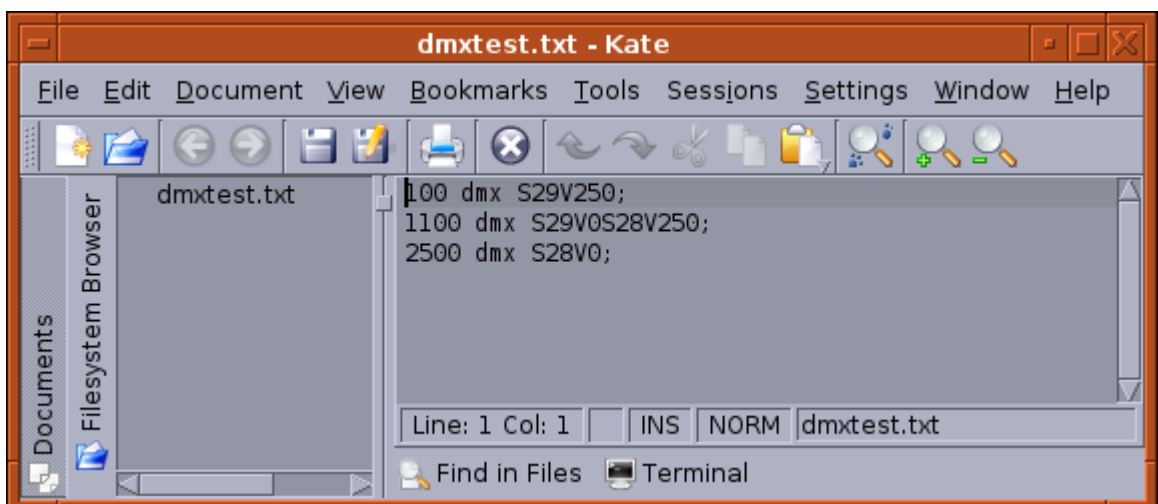 dmxtest.txt - Kate
File Edit Document View Bookmarks Tools Sessions Settings Window Help
Documents
Filesystem Browser
dmxtest.txt
100 dmx S29V250;
1100 dmx S29V0S28V250;
2500 dmx S28V0;
Line: 1 Col: 1 INS NORM dmxtest.txt
Find in Files Terminal